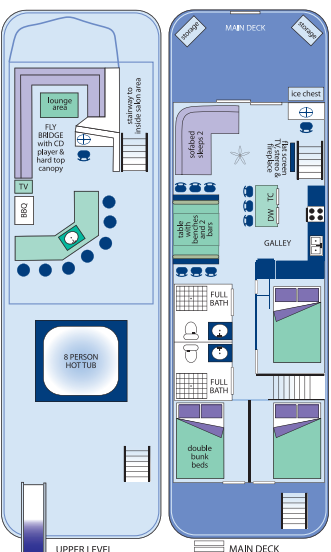 lounge
area
FLY
BRIDGE
with CD
player &
hard top
canopy
stairway to
inside salon area
TV
BBQ
8 PERSON
HOT TUB
UPPER LEVEL
storage
MAIN DECK
storage
ice chest
sofabed
sleeps 2
Flat screen
TV, stereo &
fireplace
table
with
benches
and 2
bars
DW TC
GALLEY
FULL
BATH
FULL
BATH
double
bunk
beds
MAIN DECK